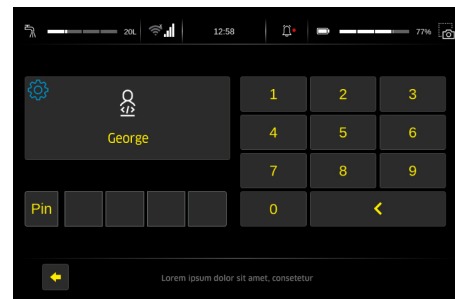 20L 12:58 77%
</>
George
1 2 3
4 5 6
7 8 9
Pin 0
Lorem ipsum dolor sit amet, consetetur